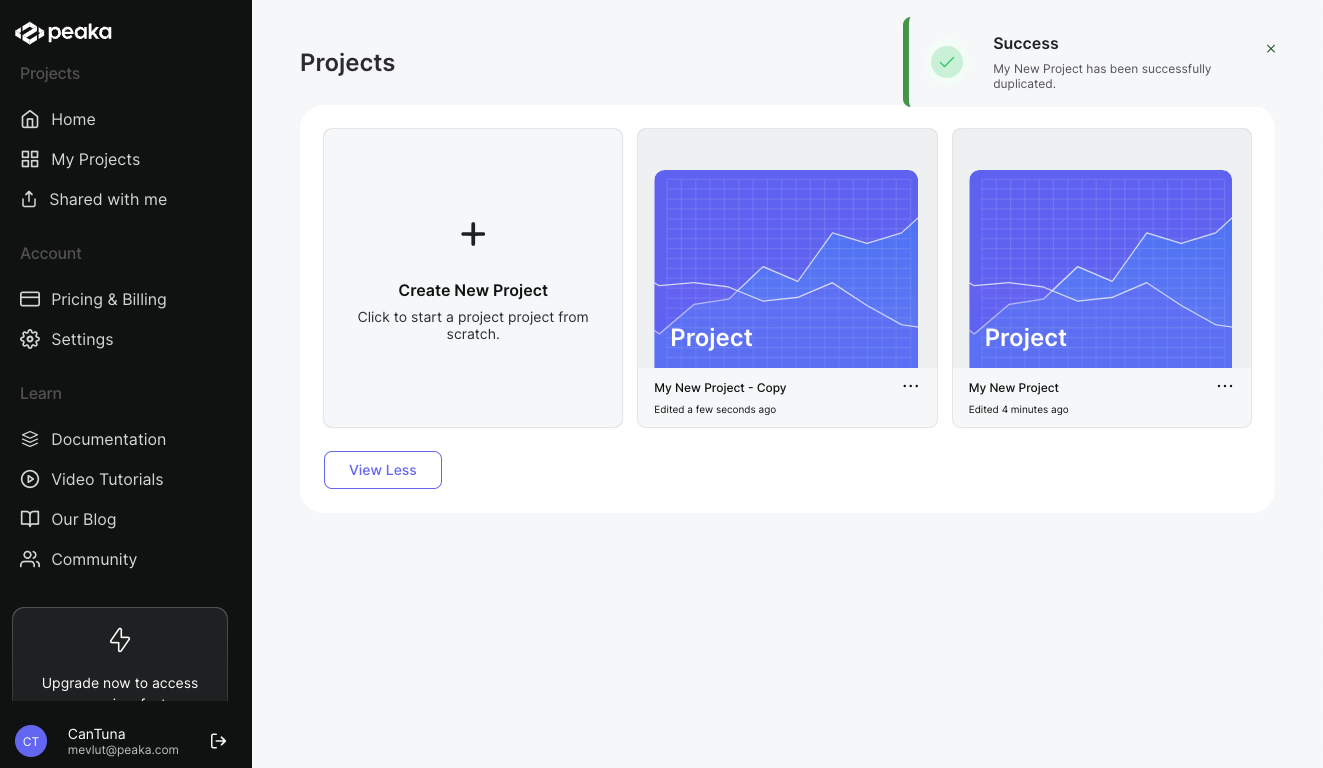 peaka
Projects
Home
My Projects
Shared with me
Account
Pricing & Billing
Settings
Learn
Documentation
Video Tutorials
Our Blog
Community
Upgrade now to access
CT
CanTuna
mevlut@peaka.com
Projects
Success
My New Project has been successfully
duplicated.
Create New Project
Click to start a project project from
scratch.
Project
My New Project - Copy
Edited a few seconds ago
Project
My New Project
Edited 4 minutes ago
View Less